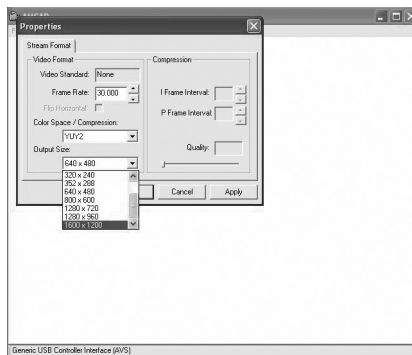 AMCAP
Properties
Stream Format
Video Format
Video Standard: None
Frame Rate: 30.000
Flip Horizontal:
Color Space / Compression:
YUY2
Output Size:
640 x 480
320 x 240
352 x 288
640 x 480
800 x 600
1280 x 720
1280 x 960
1600 x 1200
Compression
I Frame Interval:
P Frame Interval:
Quality:
Cancel
Apply
Generic USB Controller Interface (AVS)